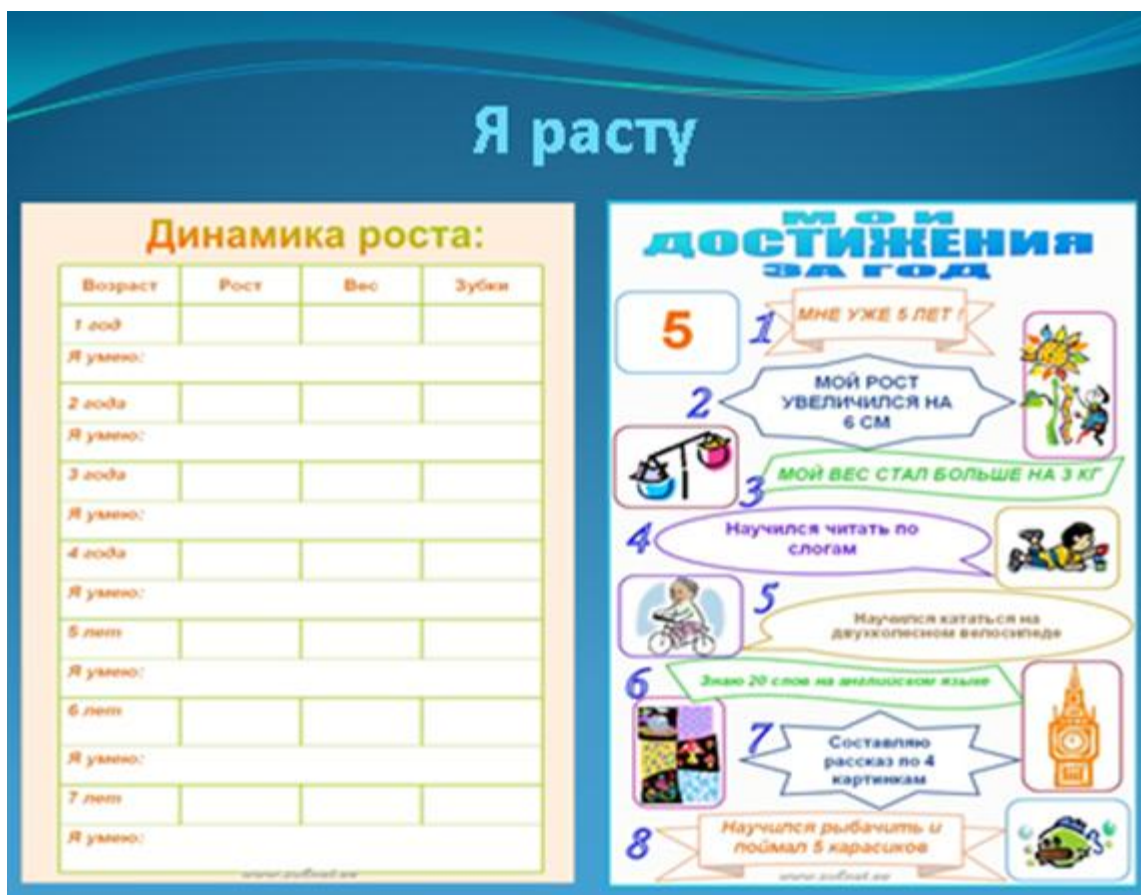 Я расту
Динамика роста:
Возраст Рост Вес Зубки
1 год
Я умею:
2 года
Я умею:
3 года
Я умею:
4 года
Я умею:
5 лет
Я умею:
6 лет
Я умею:
7 лет
Я умею:
МОИ
ДОСТИЖЕНИЯ
ЗА ГОД
5
1 МНЕ УЖЕ 5 ЛЕТ !
2 МОЙ РОСТ
УВЕЛИЧИЛСЯ НА
6 СМ
3 МОЙ ВЕС СТАЛ БОЛЬШЕ НА 3 КГ
4 Научился читать по
слогам
5 Научился кататься на
двухколесном велосипеде
6 Знаю 20 слов на английском языке
7 Составляю
рассказ по 4
картинкам
8 Научился рыбачить и
поймал 5 карасиков